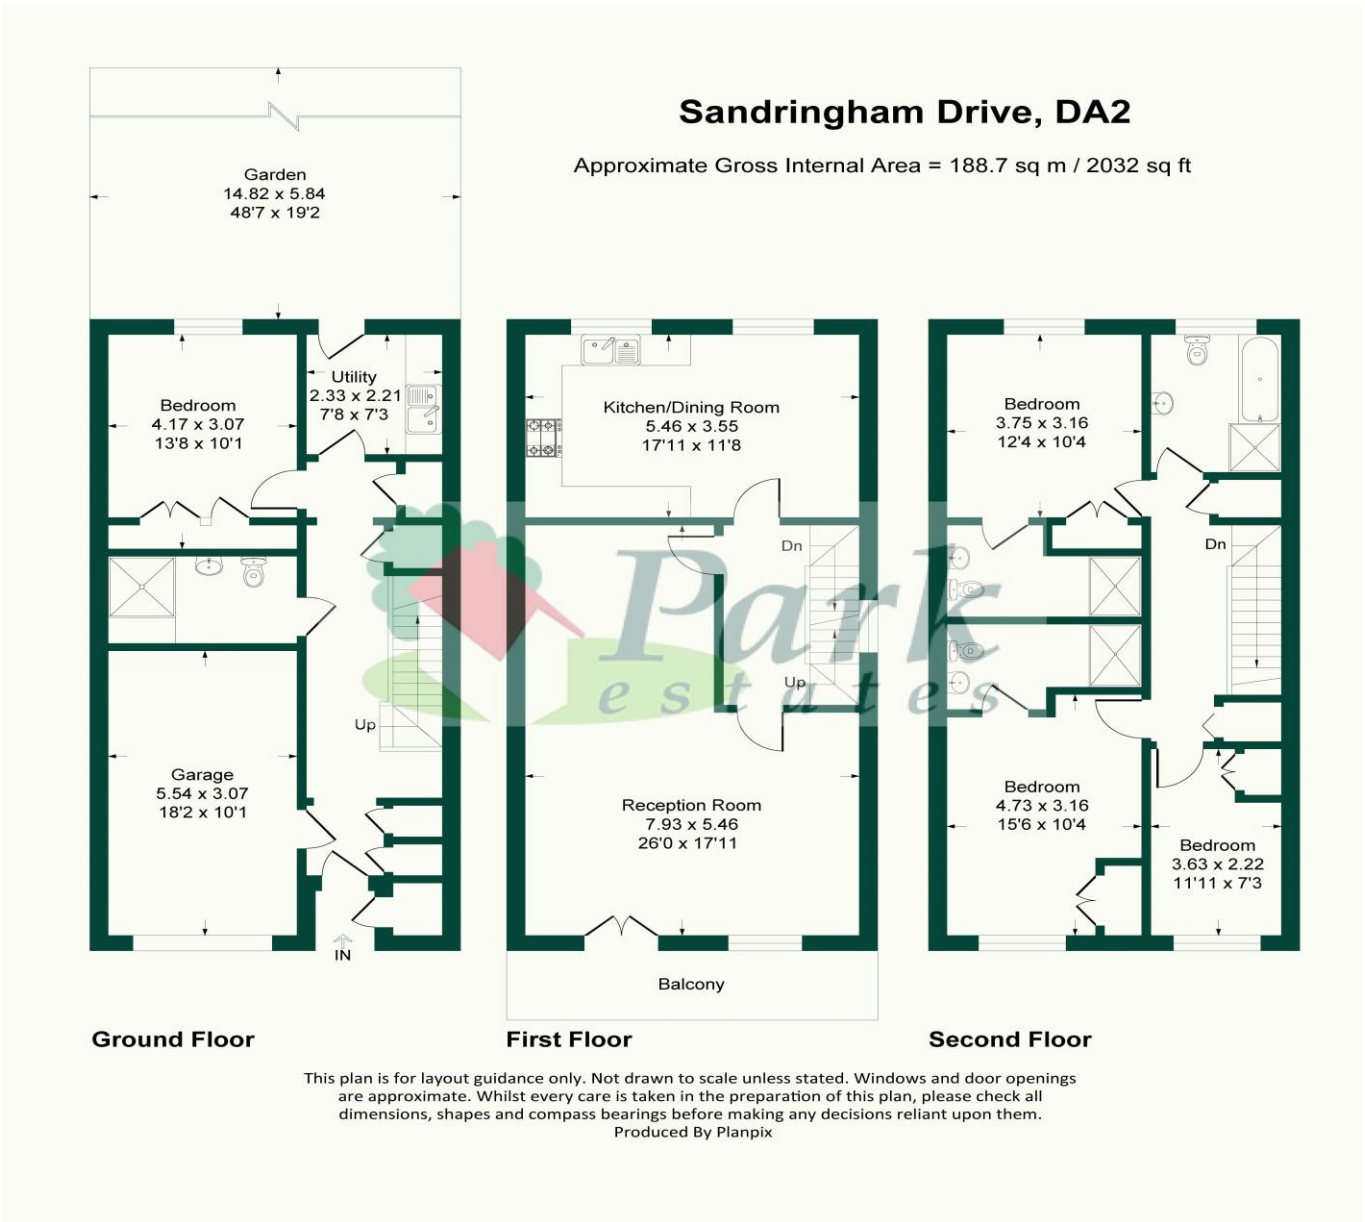 Sandringham Drive, DA2
Approximate Gross Internal Area = 188.7 sq m / 2032 sq ft
Garden
14.82 x 5.84
48'7 x 19'2
Utility
2.33 x 2.21
7'8 x 7'3
Bedroom
4.17 x 3.07
13'8 x 10'1
Up
Garage
5.54 x 3.07
18'2 x 10'1
IN
Ground Floor
Kitchen/Dining Room
5.46 x 3.55
17'11 x 11'8
Dn
Up
Reception Room
7.93 x 5.46
26'0 x 17'11
Balcony
First Floor
Bedroom
3.75 x 3.16
12'4 x 10'4
Dn
Bedroom
4.73 x 3.16
15'6 x 10'4
Bedroom
3.63 x 2.22
11'11 x 7'3
Second Floor
Park
estates
This plan is for layout guidance only. Not drawn to scale unless stated. Windows and door openings
are approximate. Whilst every care is taken in the preparation of this plan, please check all
dimensions, shapes and compass bearings before making any decisions reliant upon them.
Produced By Planpix